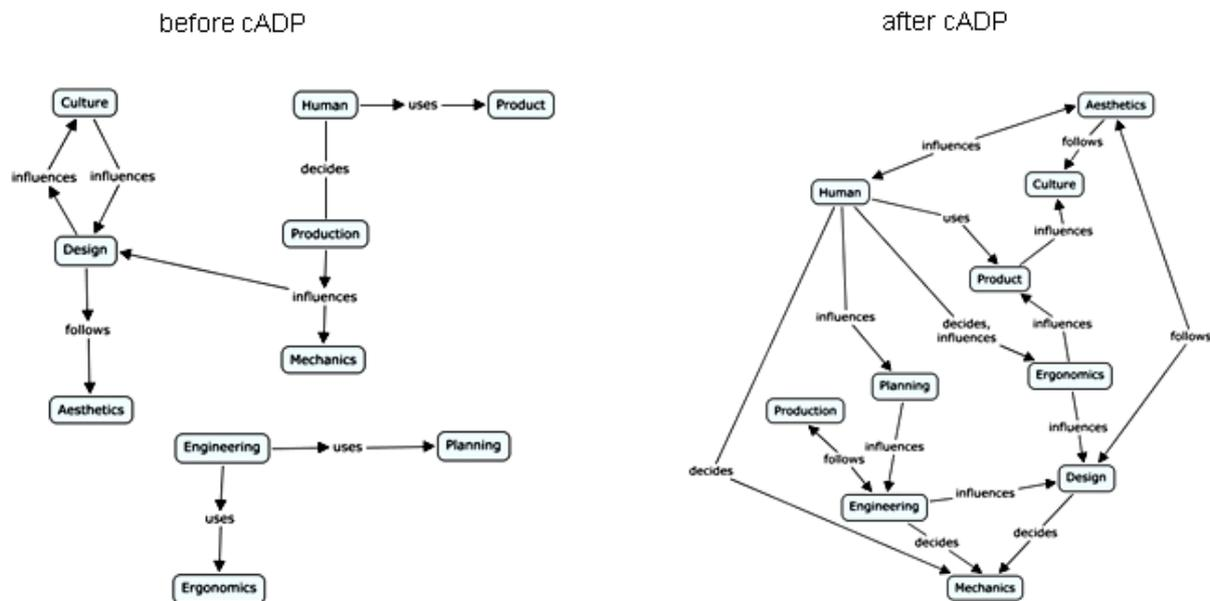 before cADP
Culture
Human
uses
Product
influences
influences
decides
Design
Production
influences
follows
Mechanics
Aesthetics
Engineering
uses
Planning
uses
Ergonomics
after cADP
Aesthetics
influences
follows
Human
Culture
uses
influences
Product
influences
decides,
influences
influences
follows
Planning
Ergonomics
Production
influences
influences
follows
decides
Design
influences
Engineering
decides
decides
Mechanics